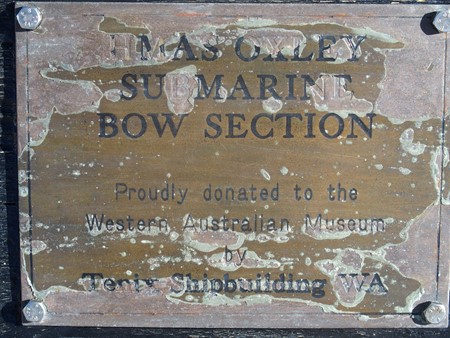 HMAS OXLEY
SUBMARINE
BOW SECTION
Proudly donated to the
Western Australian Museum
by
Tenix Shipbuilding WA